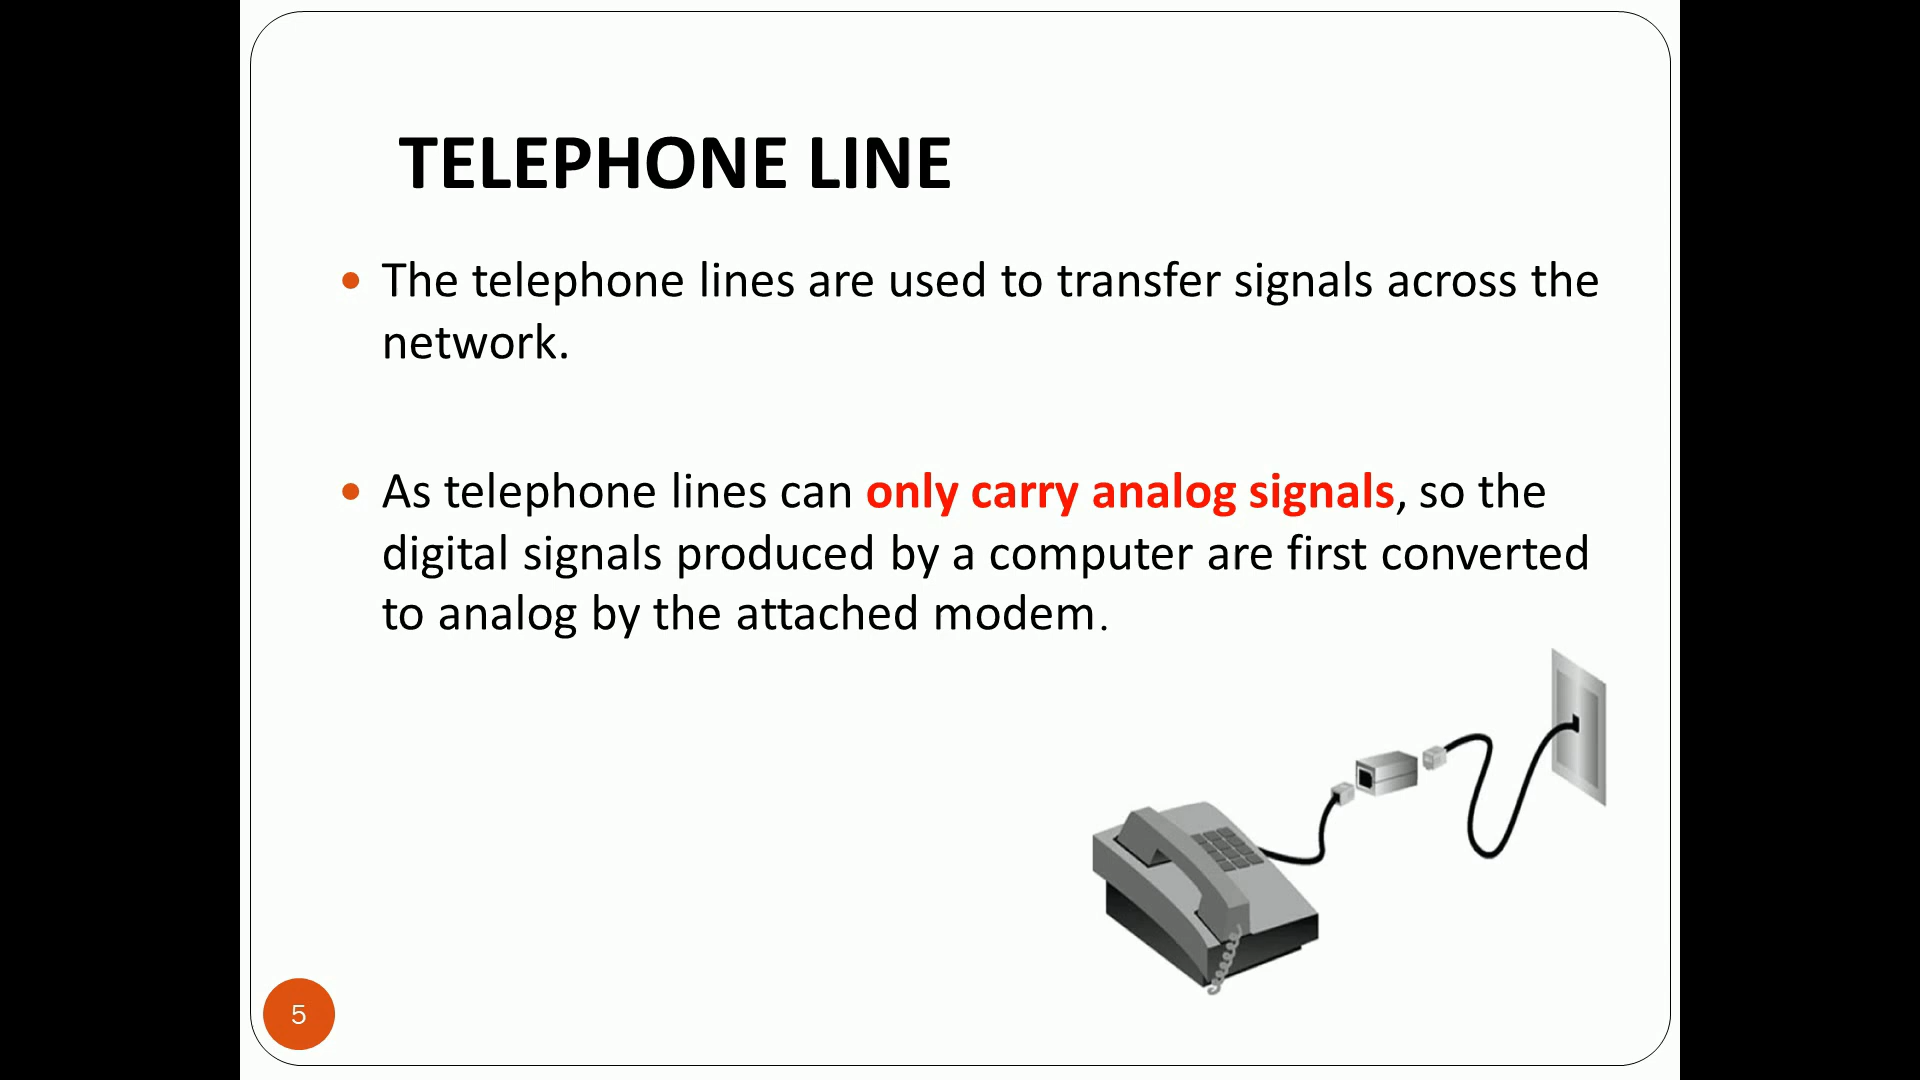 TELEPHONE LINE
• The telephone lines are used to transfer signals across the
network.
• As telephone lines can only carry analog signals, so the
digital signals produced by a computer are first converted
to analog by the attached modem.
5